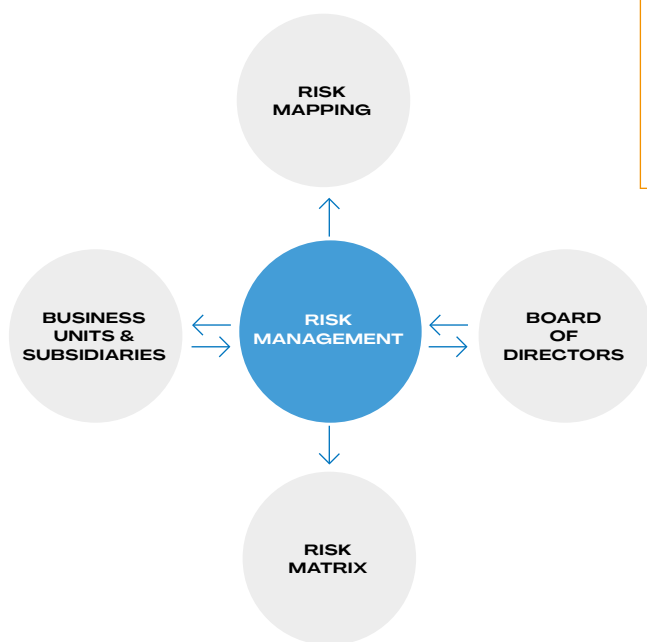 RISK
MAPPING
BUSINESS
UNITS &
SUBSIDIARIES
RISK
MANAGEMENT
BOARD
OF
DIRECTORS
RISK
MATRIX